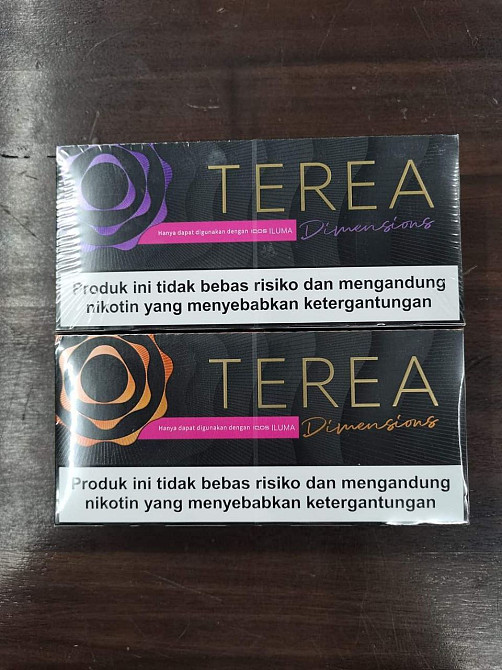 TEREA
Hanya dapat digunakan dengan IQOS ILUMA
Dimensions
Produk ini tidak bebas risiko dan mengandung
nikotin yang menyebabkan ketergantungan
TEREA
Hanya dapat digunakan dengan IQOS ILUMA
Dimensions
Produk ini tidak bebas risiko dan mengandung
nikotin yang menyebabkan ketergantungan